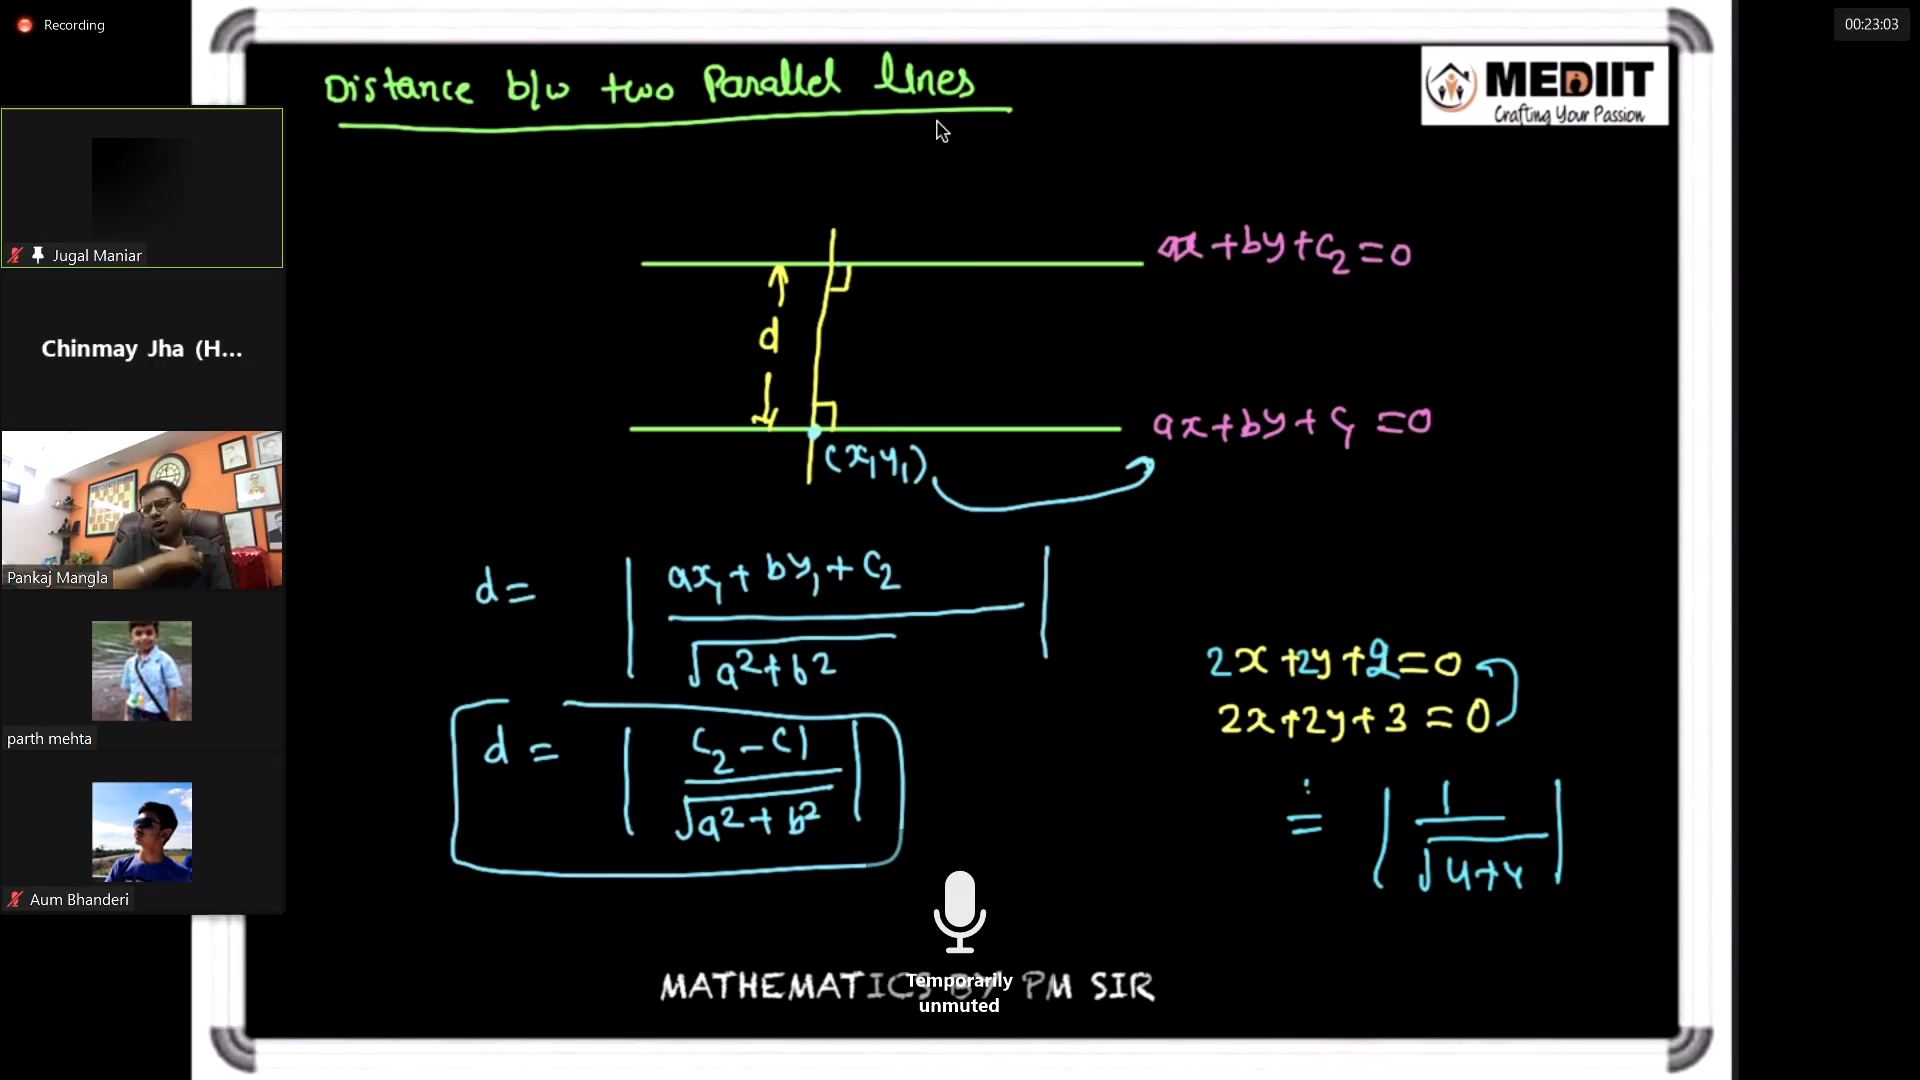 Recording
00:23:03
Distance b/w two Parallel lines
MEDIIT
Crafting Your Passion
Jugal Maniar
ax+by+c₂=0
Chinmay Jha (H...
d
ax+by+c₁=0
(x₁y₁)
Pankaj Mangla
d= | ax₁+by₁+c₂ / √a²+b² |
2x+2y+2=0
2x+2y+3=0
parth mehta
d = | c₂-c1 / √a²+b² |
= | 1 / √4+4 |
Aum Bhanderi
MATHEMATICS BY PM SIR
Temporarily
unmuted